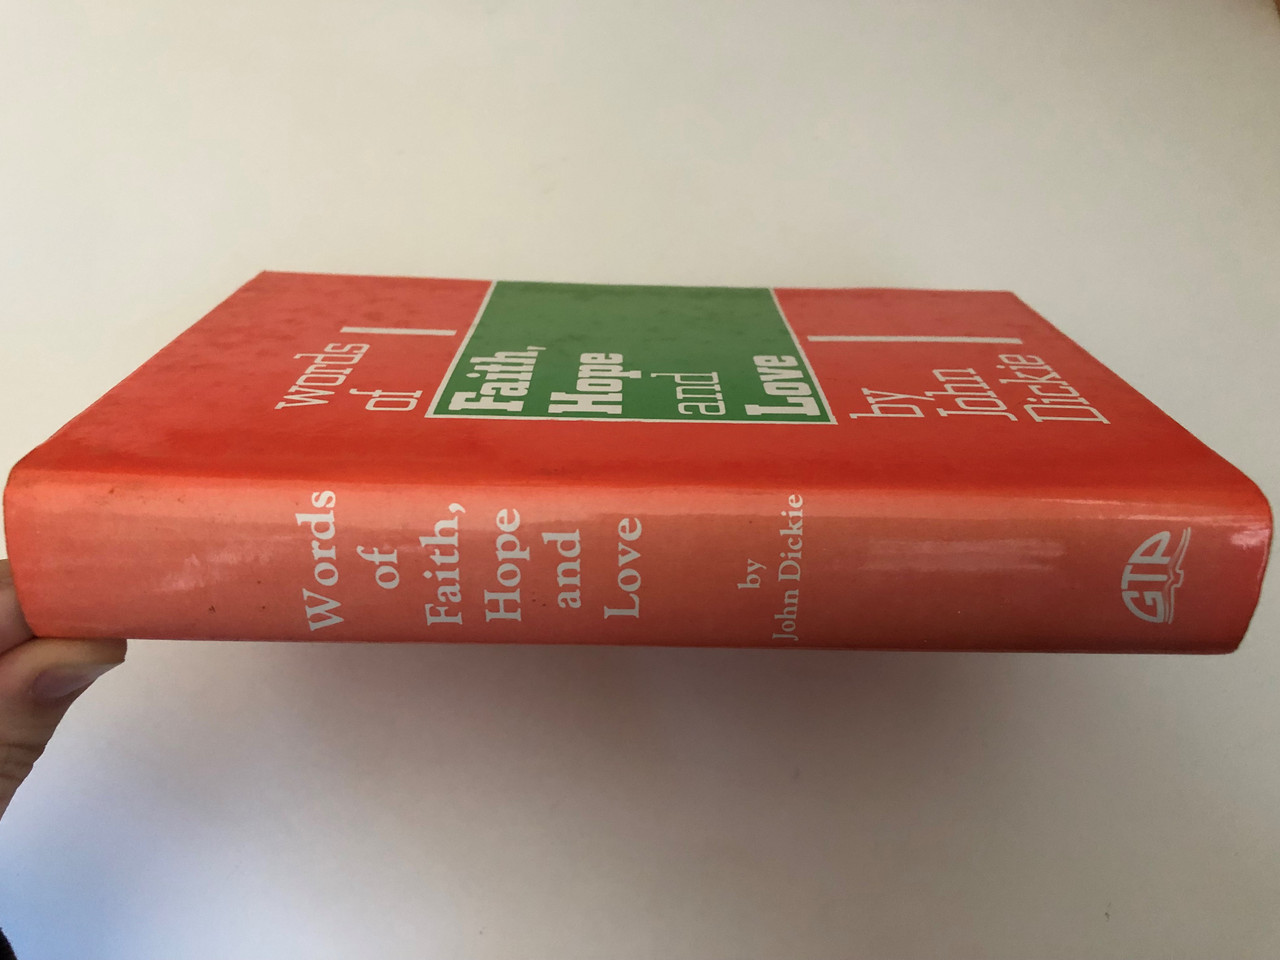 Words
of
Faith,
Hope
and
Love
by
John
Dickie
Words
of
Faith,
Hope
and
Love
by
John Dickie
GTP